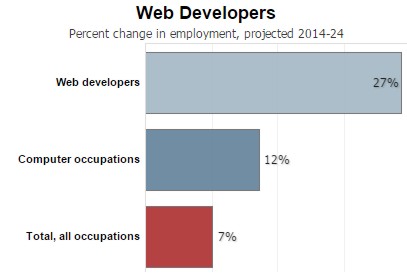 Web Developers
Percent change in employment, projected 2014-24
Web developers
27%
Computer occupations
12%
Total, all occupations
7%